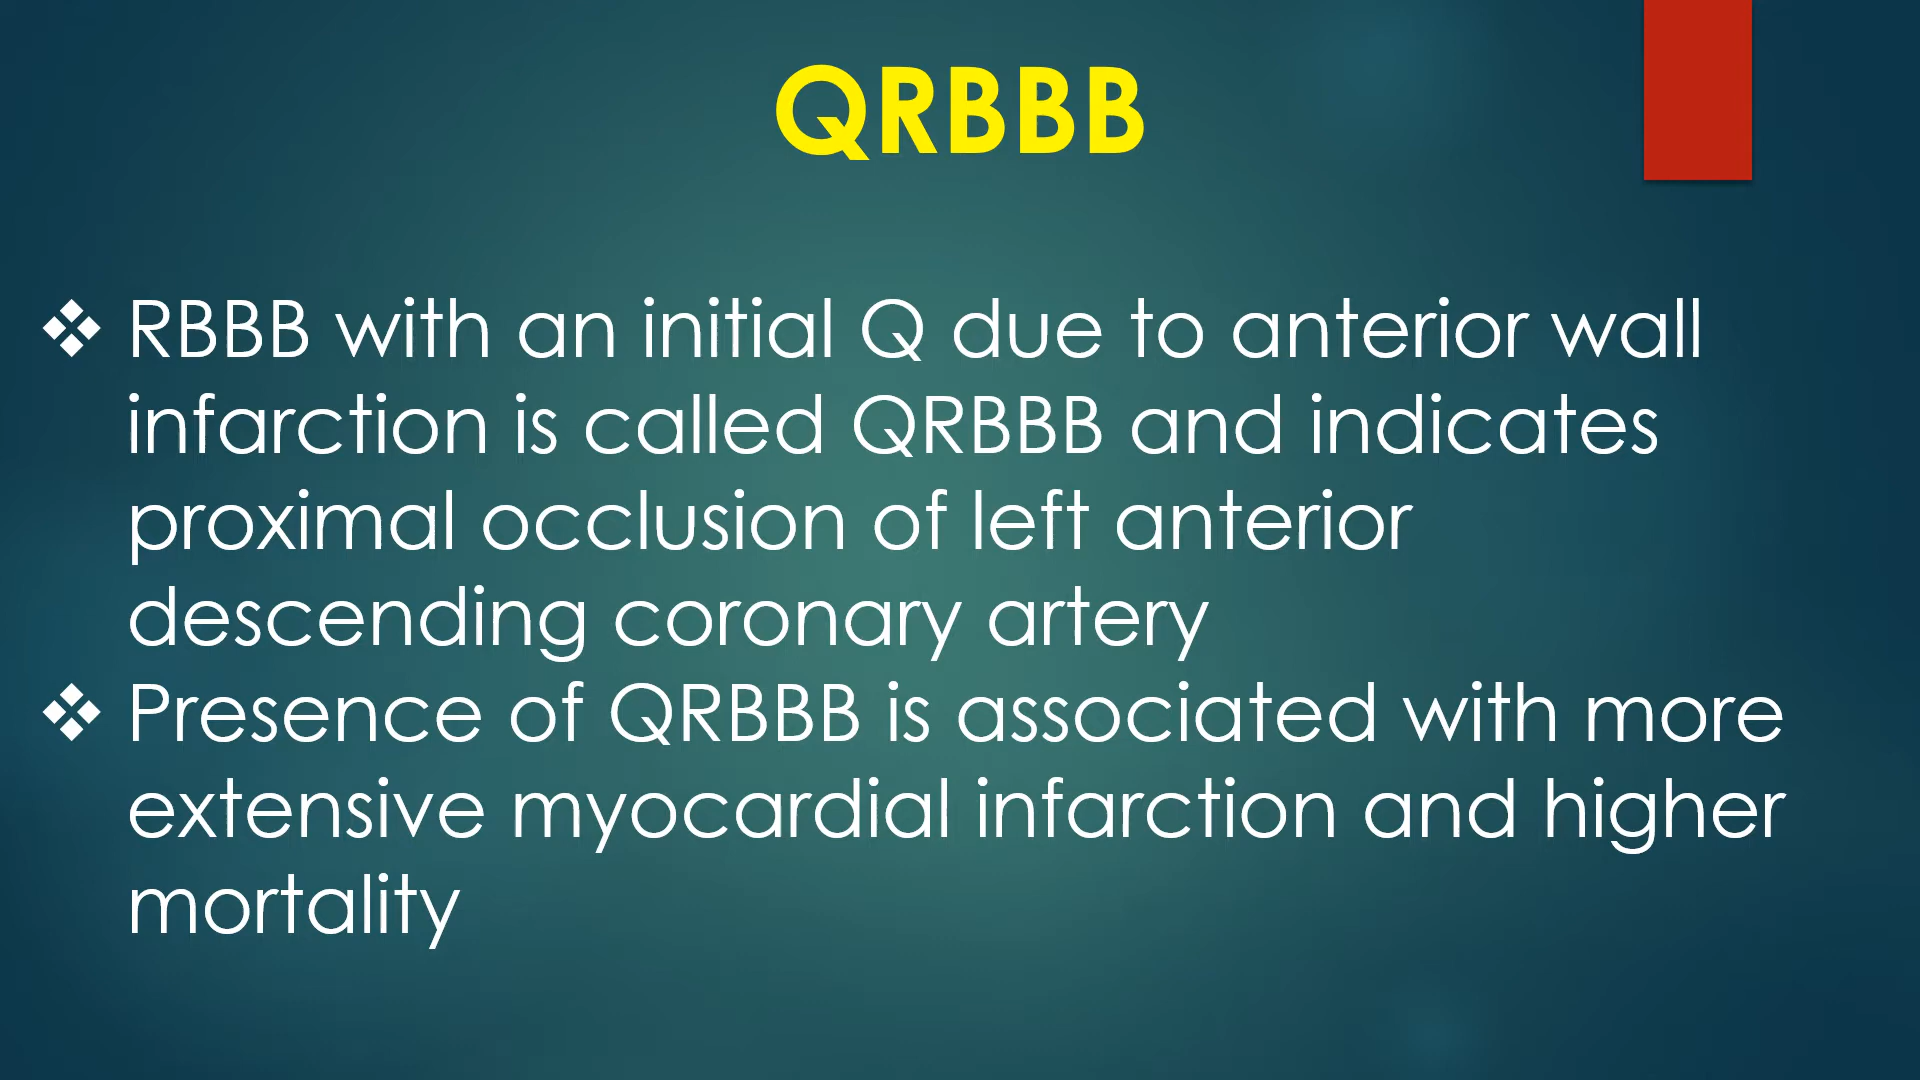 QRBBB
❖ RBBB with an initial Q due to anterior wall
infarction is called QRBBB and indicates
proximal occlusion of left anterior
descending coronary artery
❖ Presence of QRBBB is associated with more
extensive myocardial infarction and higher
mortality